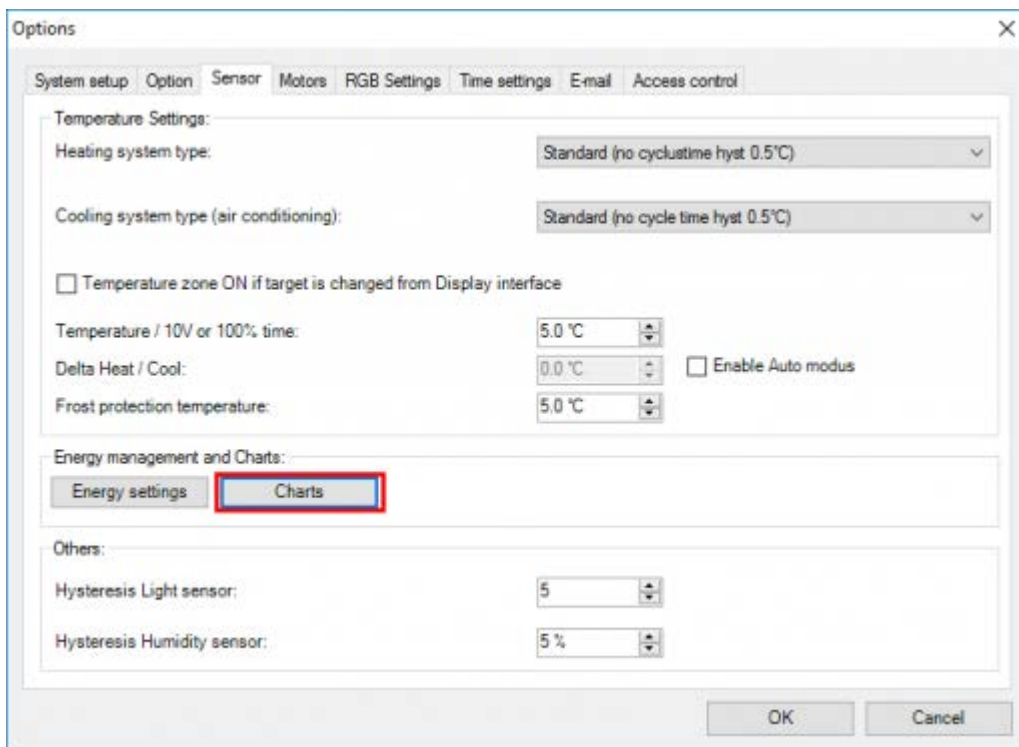 Options
System setup Option Sensor Motors RGB Settings Time settings E-mail Access control
Temperature Settings:
Heating system type: Standard (no cyclustime hyst 0.5°C)
Cooling system type (air conditioning): Standard (no cycle time hyst 0.5°C)
Temperature zone ON if target is changed from Display interface
Temperature / 10V or 100% time: 5.0 °C
Delta Heat / Cool: 0.0 °C Enable Auto modus
Frost protection temperature: 5.0 °C
Energy management and Charts:
Energy settings Charts
Others:
Hysteresis Light sensor: 5
Hysteresis Humidity sensor: 5 %
OK Cancel